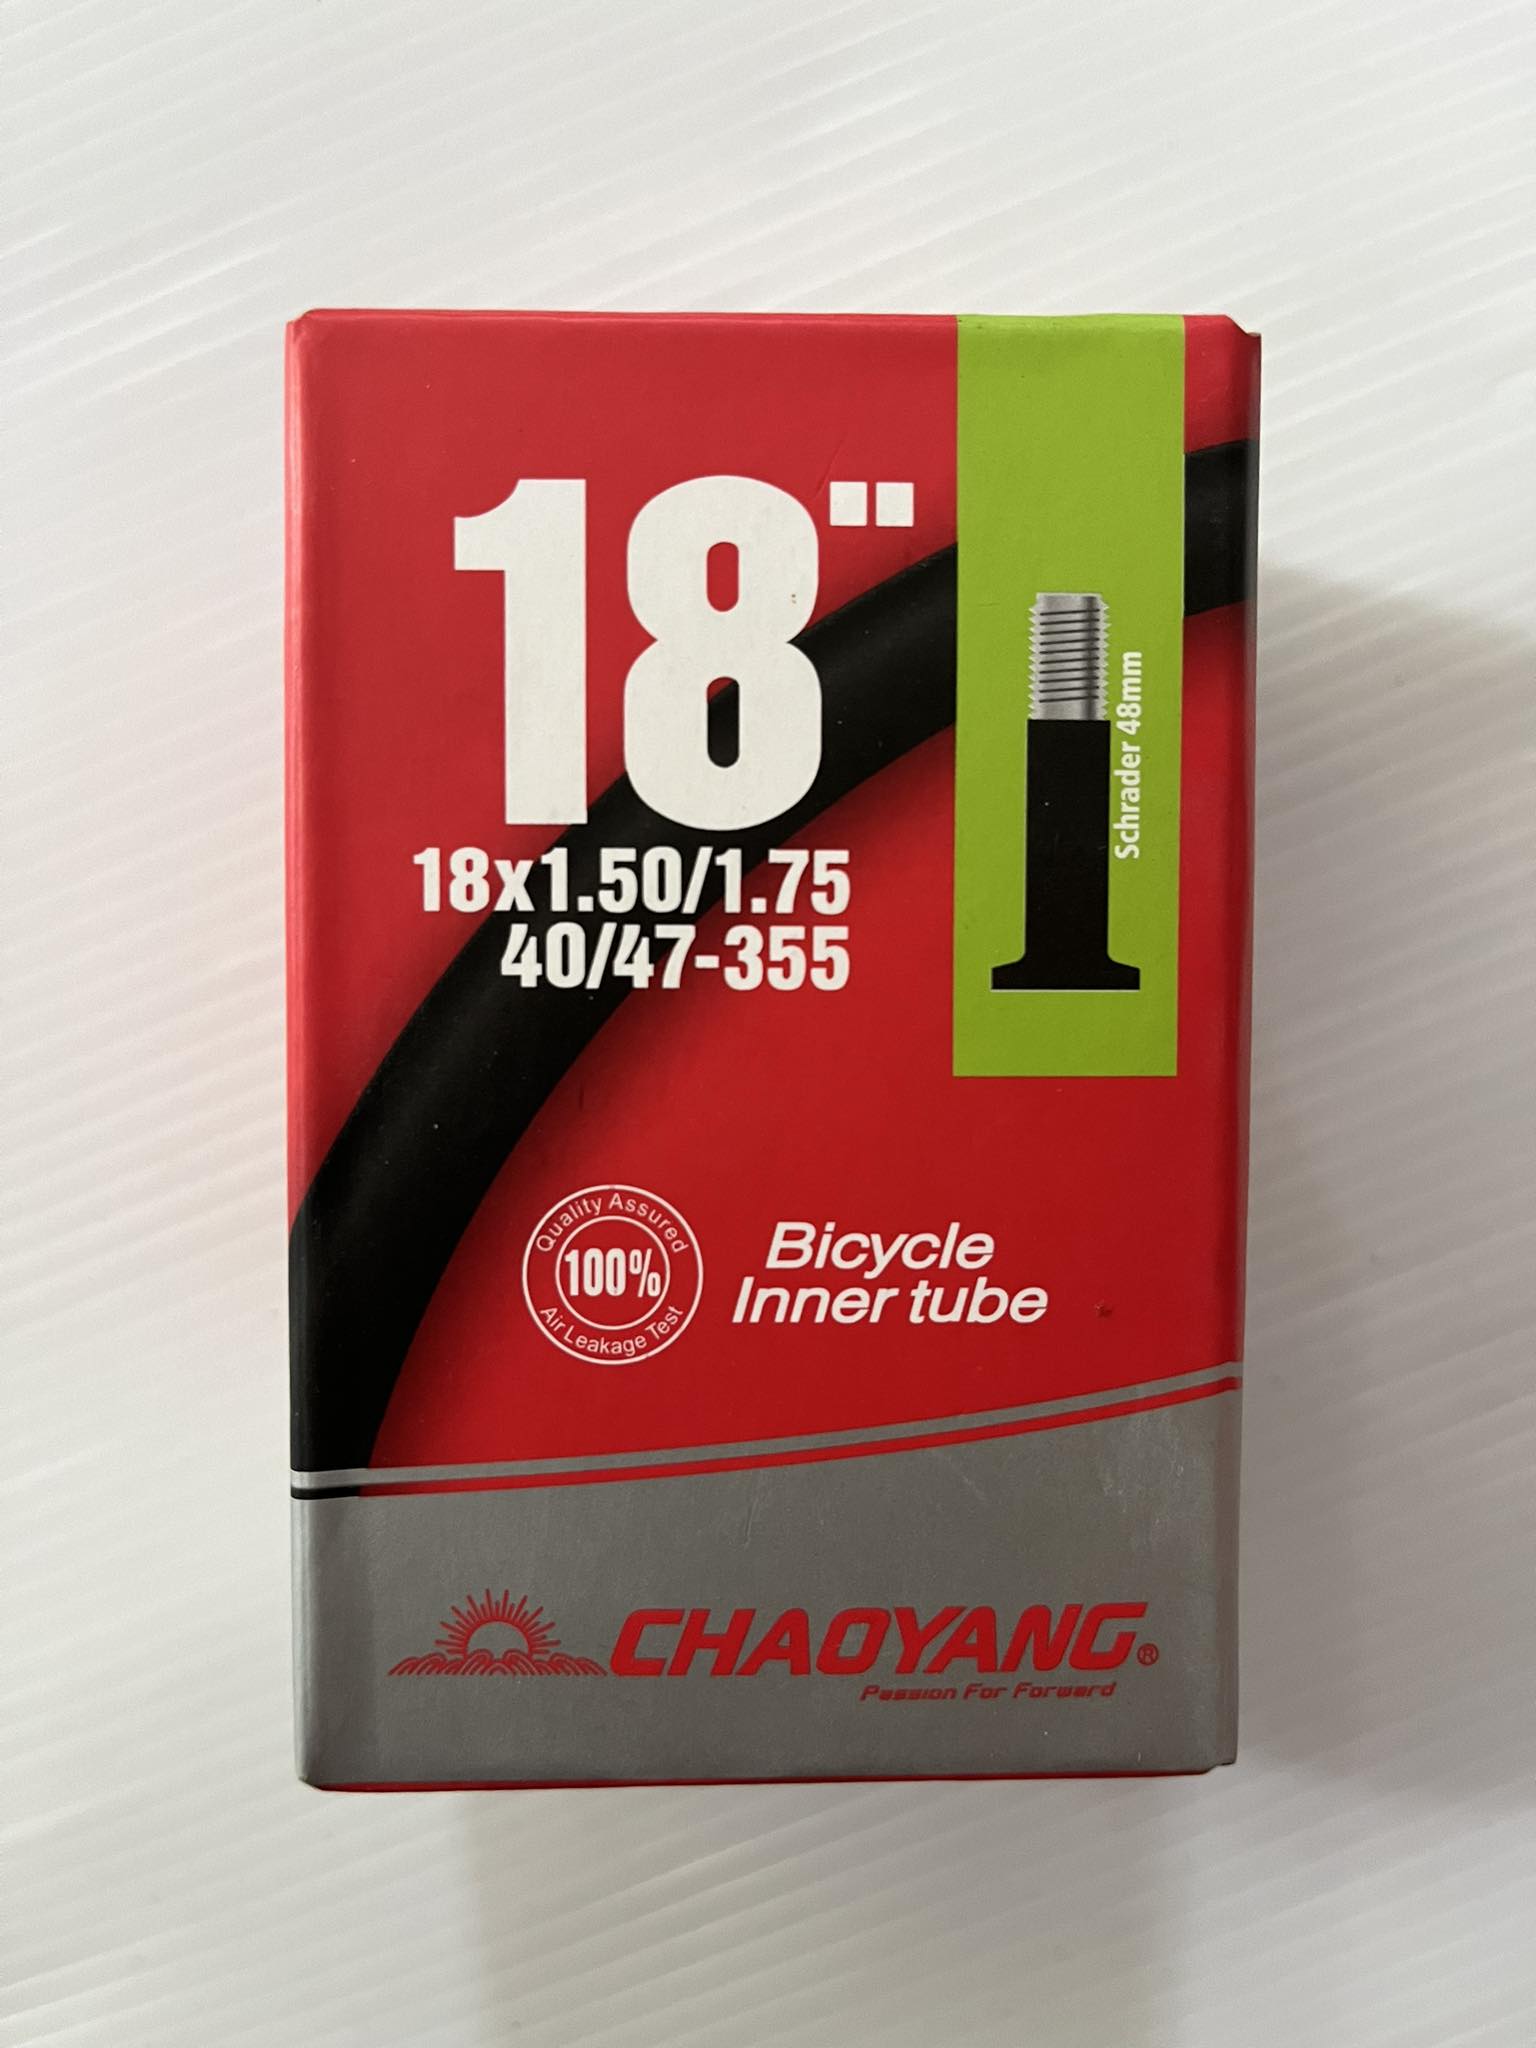 18"
18x1.50/1.75
40/47-355
Schrader 48mm
Quality Assured
100%
Air Leakage Test
Bicycle
Inner tube
CHAOYANG®
Passion For Forward